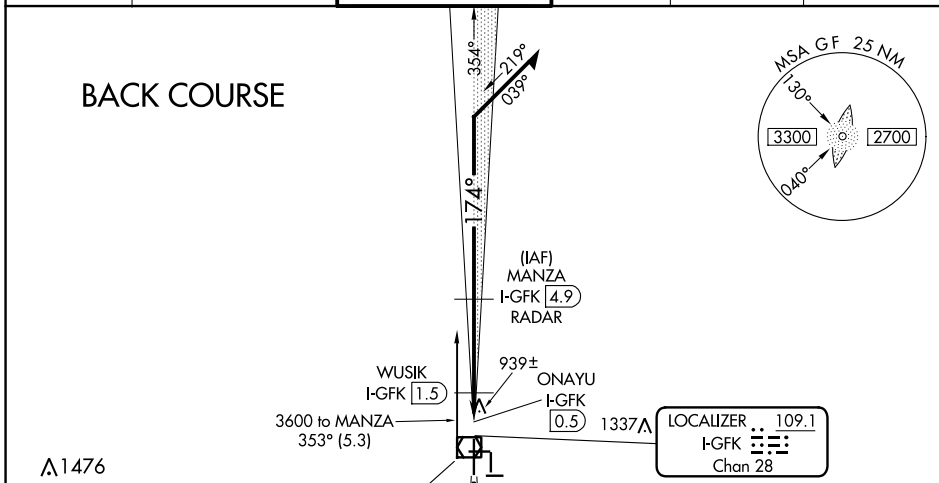 BACK COURSE
354°
219°
039°
174°
MSA GF 25 NM
130°
3300
2700
040°
(IAF)
MANZA
I-GFK 4.9
RADAR
WUSIK
I-GFK 1.5
939±
ONAYU
I-GFK
0.5
3600 to MANZA
353° (5.3)
1337
LOCALIZER 109.1
I-GFK
Chan 28
1476